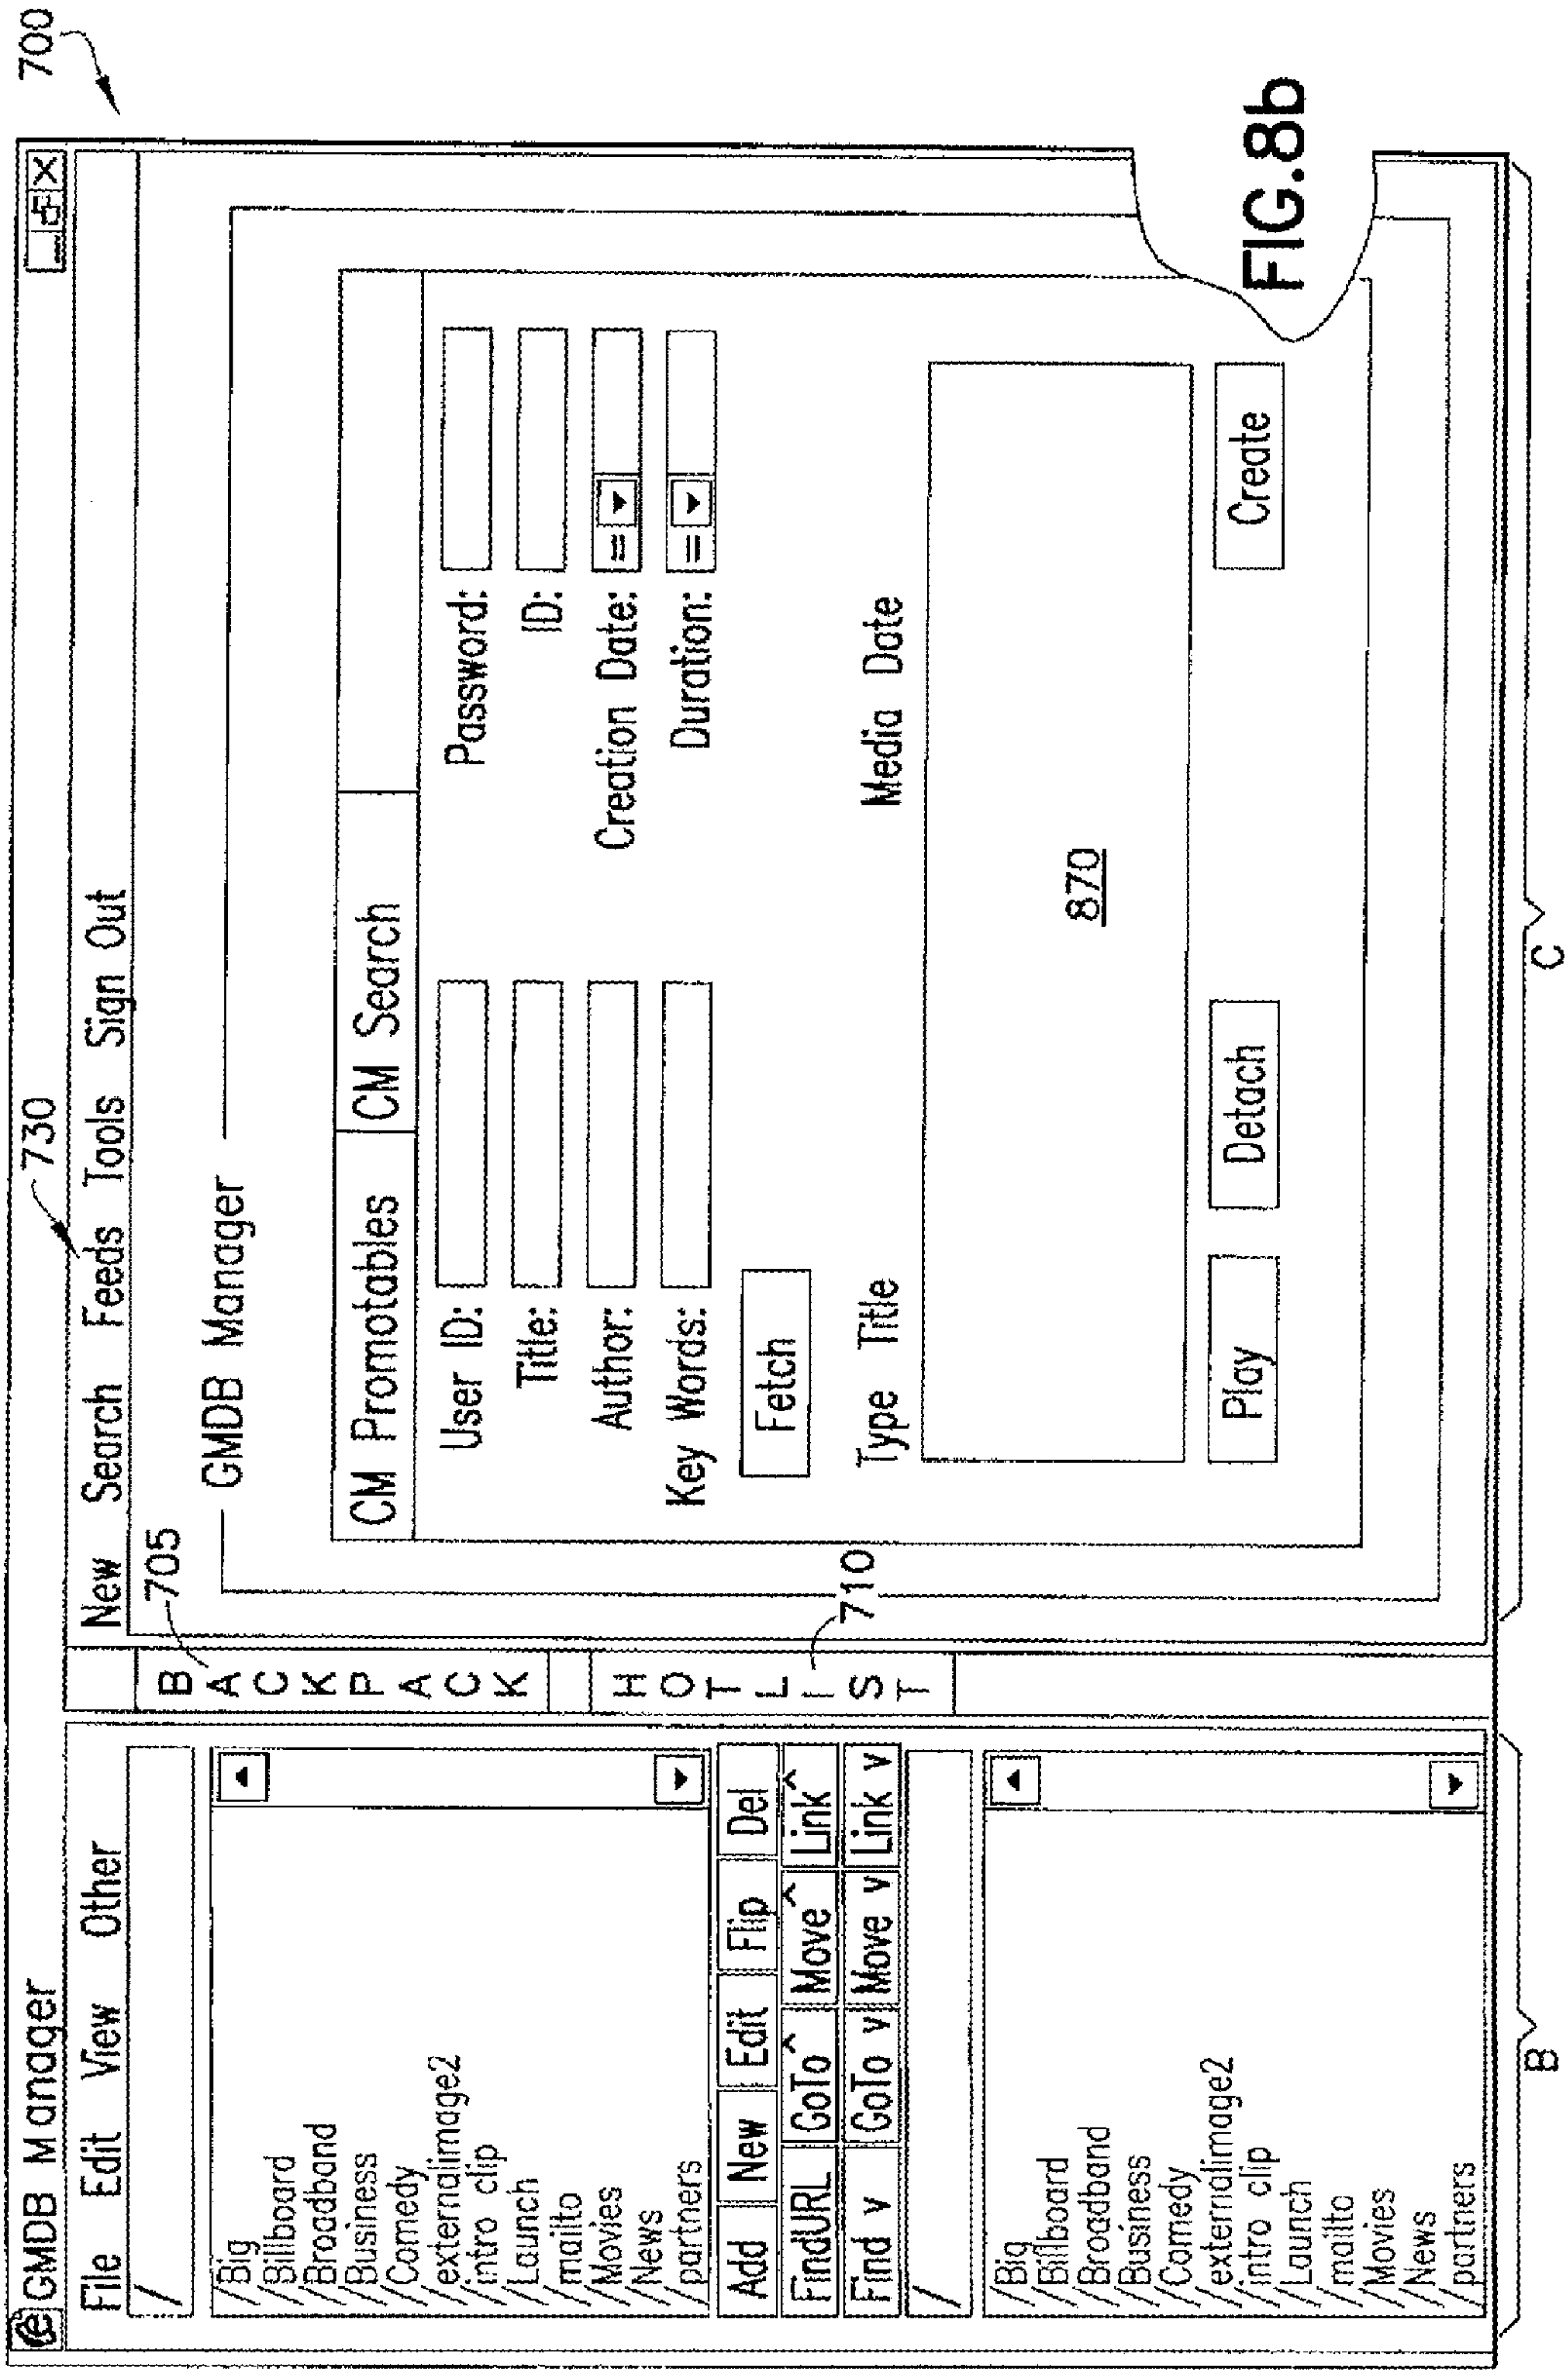 700
GMDB Manager
File Edit View Other
/
/Big
/Billboard
/Broadband
/Business
/Comedy
/externalimage2
/intro clip
/Launch
/mailto
/Movies
/News
/partners
Add New Edit Flip Del
FindURL GoTo ^ Move ^ Link ^
Find v GoTo v Move v Link v
/
/Big
/Billboard
/Broadband
/Business
/Comedy
/externalimage2
/intro clip
/Launch
/mailto
/Movies
/News
/partners
B
BACKPACK
705
HOTLIST
710
730
New Search Feeds Tools Sign Out
GMDB Manager
CM Promotables CM Search
User ID: Password:
Title: ID:
Author: Creation Date: =
Key Words: Duration: =
Fetch
Type Title Media Date
870
Play Detach Create
C
FIG.8b